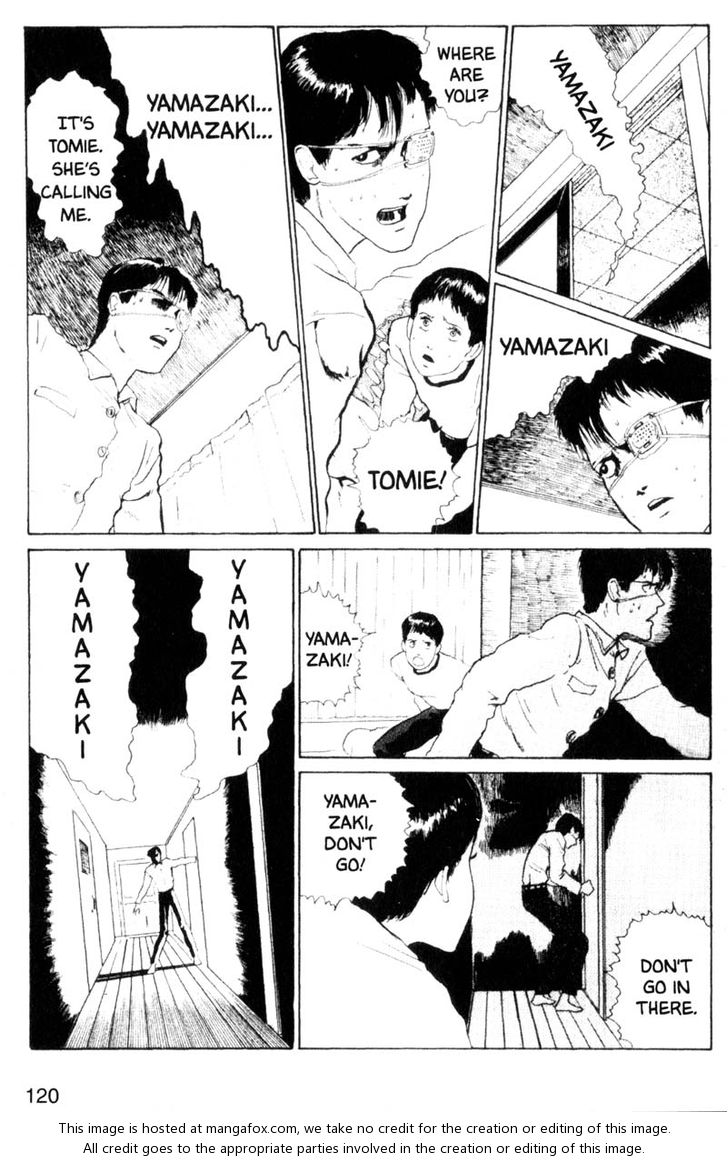 IT'S
TOMIE.
SHE'S
CALLING
ME.
YAMAZAKI...
YAMAZAKI...
WHERE
ARE
YOU?
TOMIE!
YAMAZAKI
YAMAZAKI
YAMAZAKI
YAMAZAKI
YAMA-
ZAKI!
YAMA-
ZAKI,
DON'T
GO!
DON'T
GO IN
THERE.
120
This image is hosted at mangafox.com, we take no credit for the creation or editing of this image.
All credit goes to the appropriate parties involved in the creation or editing of this image.